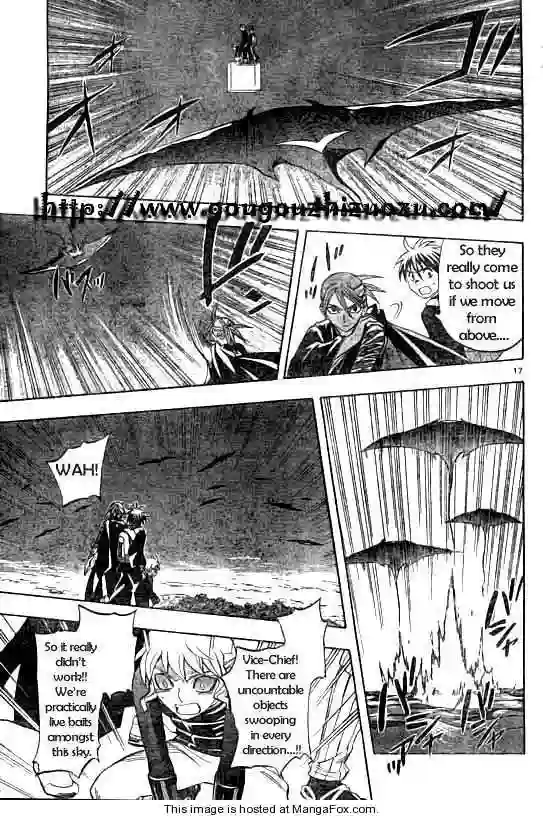 http://www.gougouzhizuozu.com/
So they
really come
to shoot us
if we move
from
above....
17
WAH!
So it really
didn't
work!!
We're
practically
live baits
amongst
this sky.
Vice-Chief!
There are
uncountable
objects
swooping
in every
direction...!!
This image is hosted at MangaFox.com.